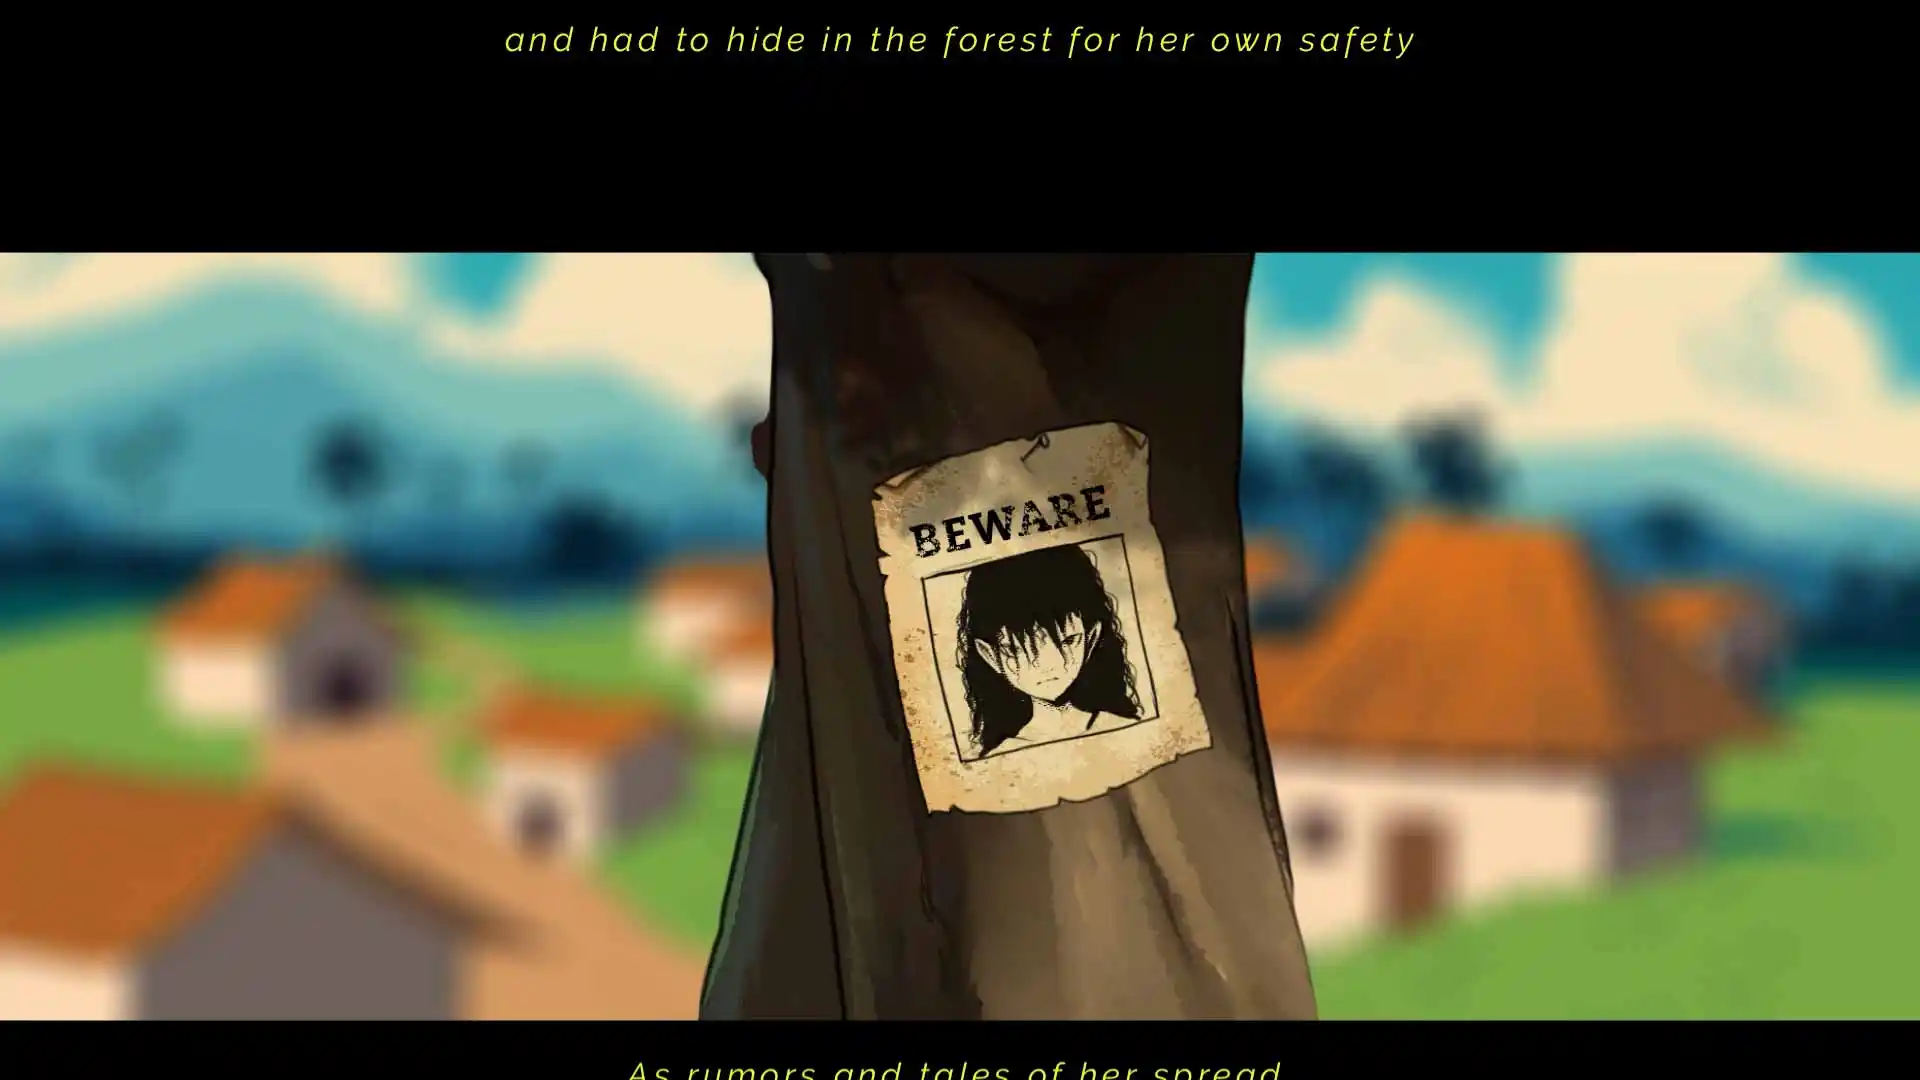 and had to hide in the forest for her own safety
BEWARE
As rumors and tales of her spread